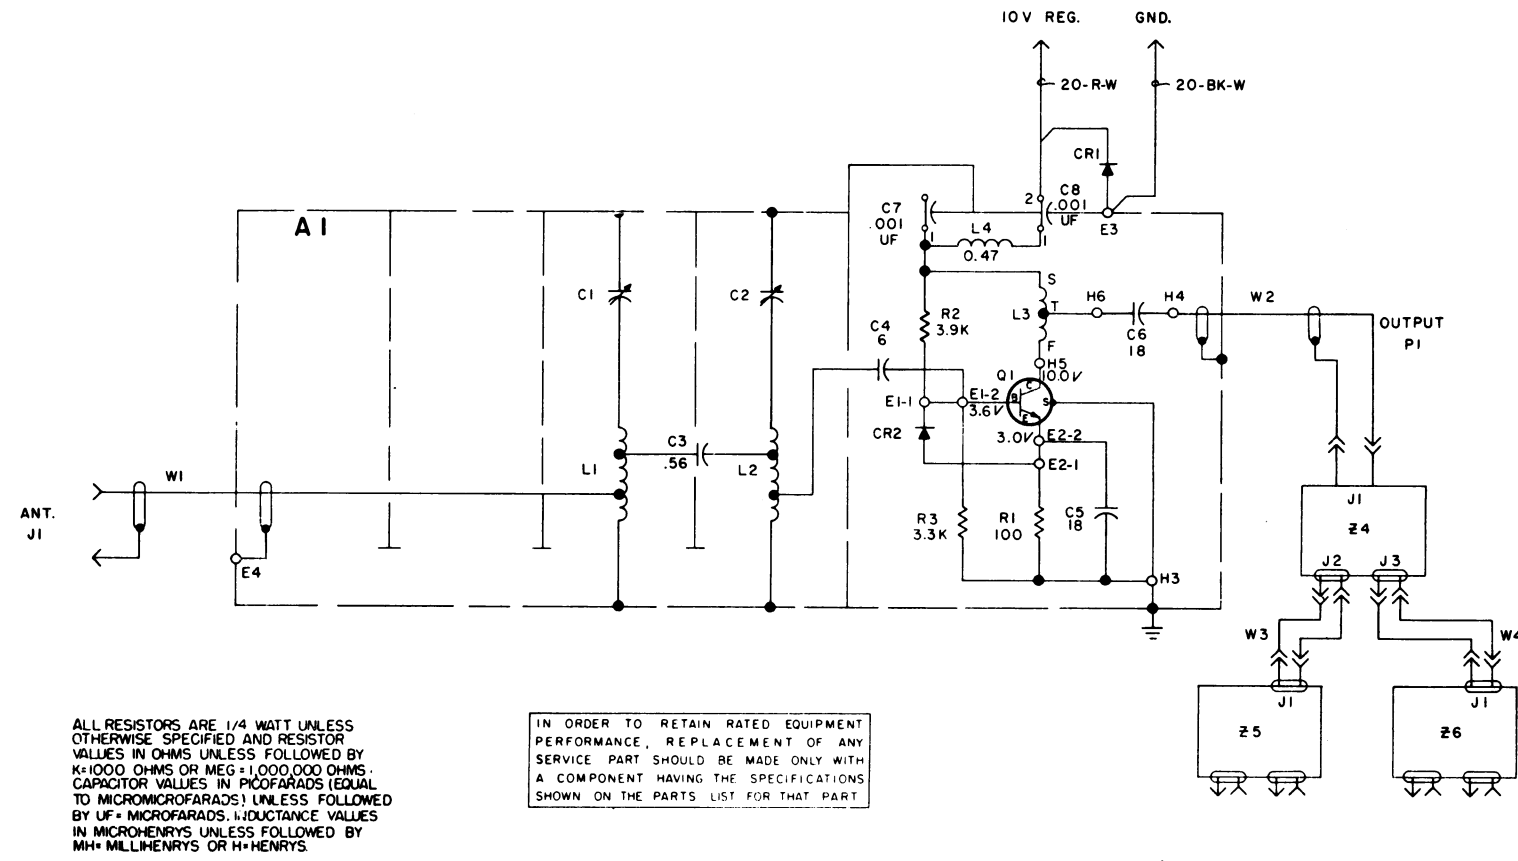 10V REG.
GND.
20-R-W
20-BK-W
CR1
A1
C7
.001
UF
1
L4
0.47
2
C8
.001
UF
1
E3
C1
C2
C4
6
R2
3.9K
S
L3
T
F
H6
C6
18
H4
W2
OUTPUT
P1
H5
10.0V
Q1
C
B
S
E
E1-1
E1-2
3.6V
CR2
3.0V
E2-2
E2-1
C3
.56
L1
L2
W1
ANT.
J1
E4
R3
3.3K
R1
100
C5
18
H3
J1
Z4
J2
J3
W3
W4
J1
Z5
J1
Z6
ALL RESISTORS ARE 1/4 WATT UNLESS
OTHERWISE SPECIFIED AND RESISTOR
VALUES IN OHMS UNLESS FOLLOWED BY
K=1000 OHMS OR MEG = 1,000,000 OHMS.
CAPACITOR VALUES IN PICOFARADS (EQUAL
TO MICROMICROFARADS) UNLESS FOLLOWED
BY UF= MICROFARADS. INDUCTANCE VALUES
IN MICROHENRYS UNLESS FOLLOWED BY
MH= MILLIHENRYS OR H=HENRYS.
IN ORDER TO RETAIN RATED EQUIPMENT
PERFORMANCE, REPLACEMENT OF ANY
SERVICE PART SHOULD BE MADE ONLY WITH
A COMPONENT HAVING THE SPECIFICATIONS
SHOWN ON THE PARTS LIST FOR THAT PART